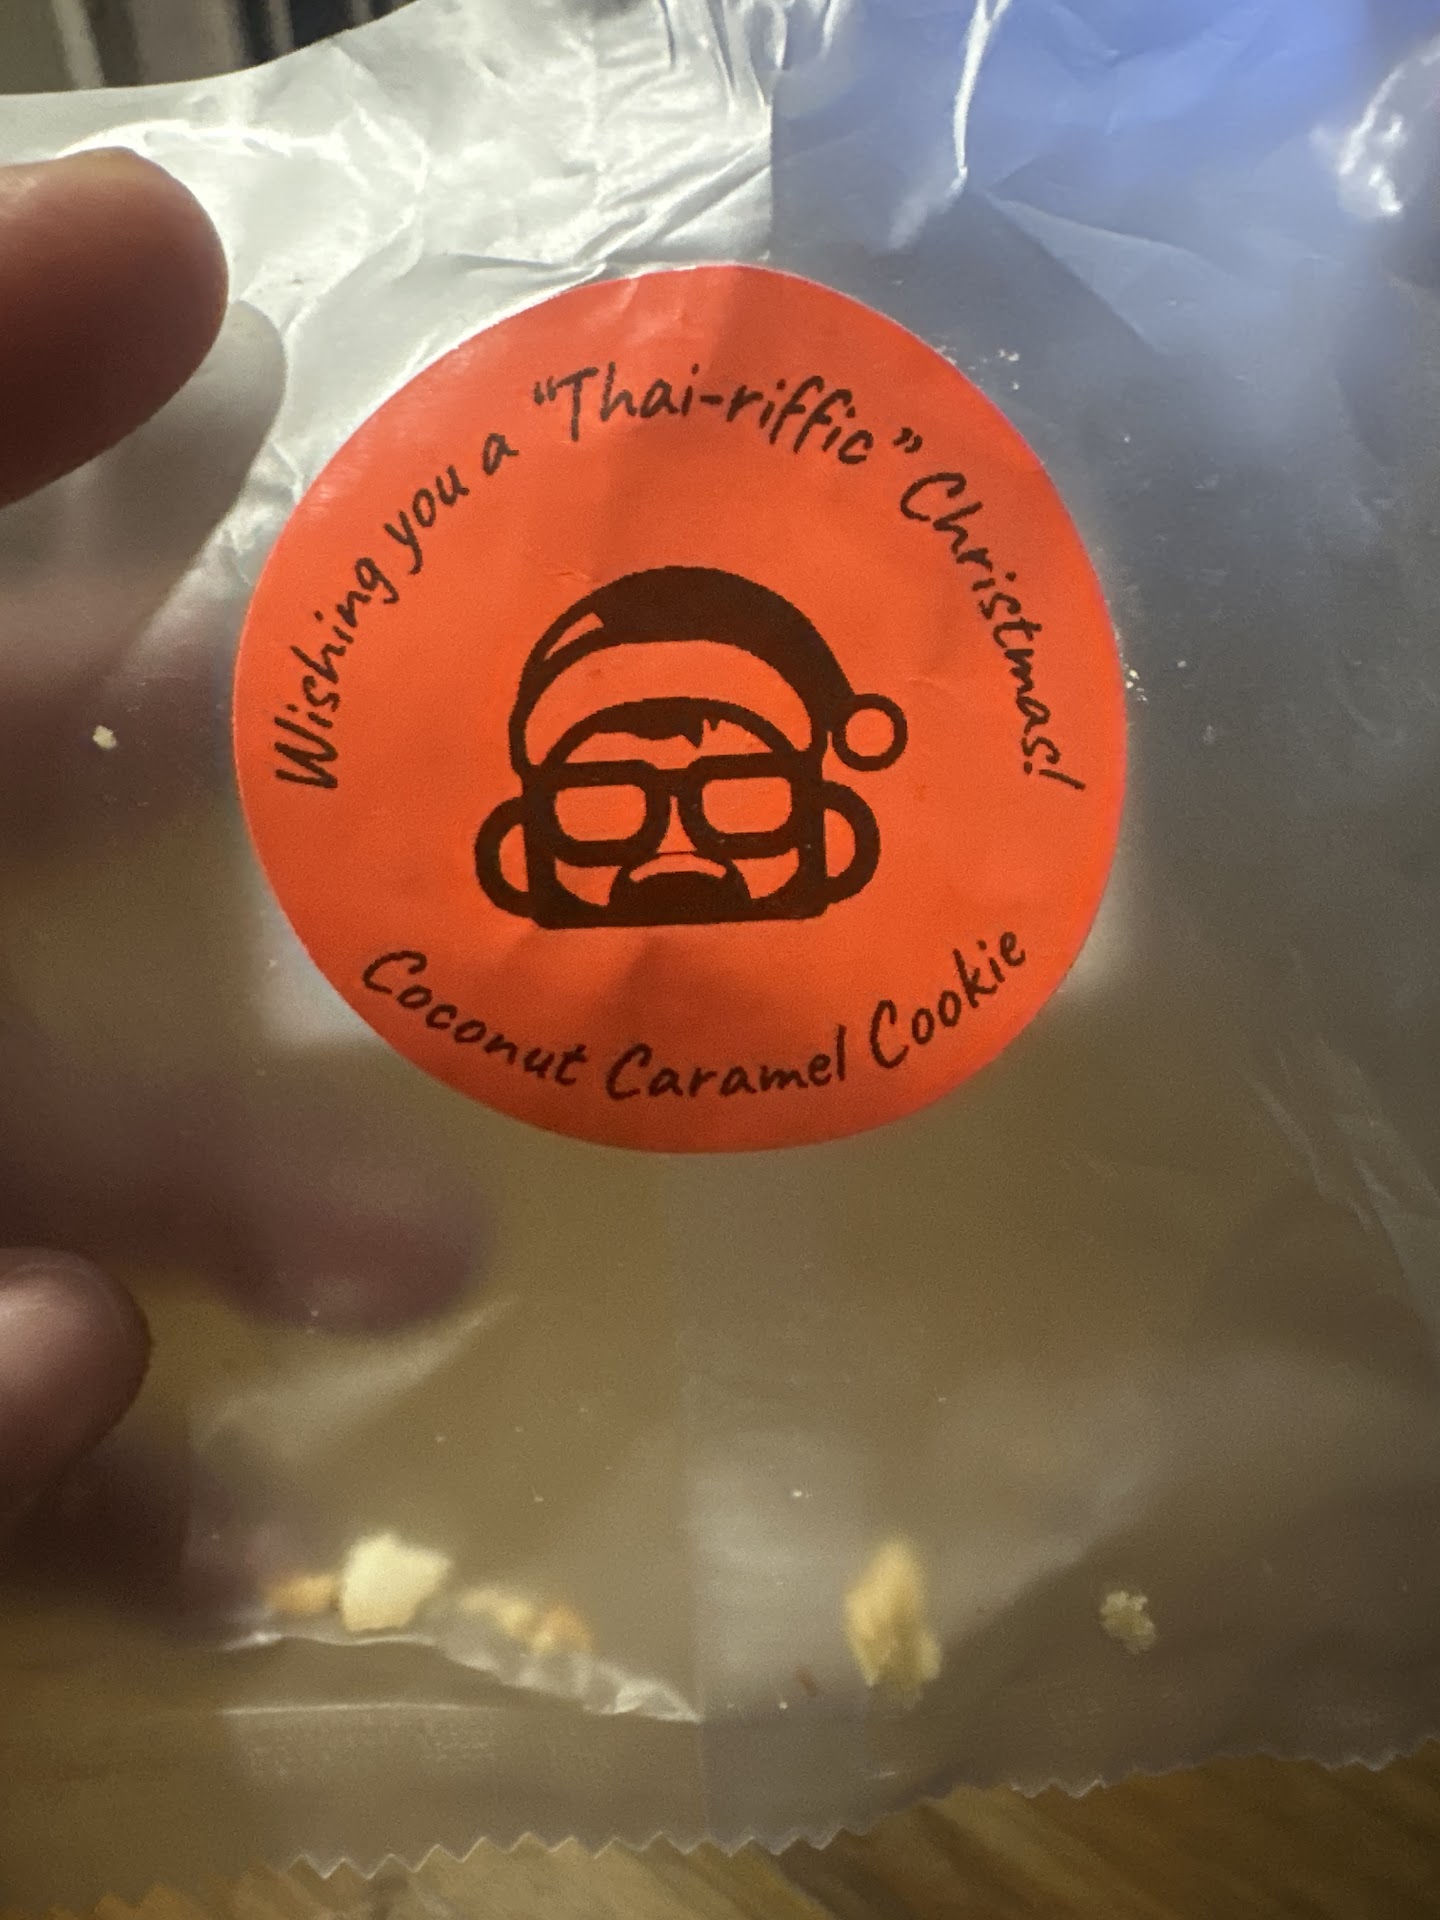 Wishing you a “Thai-riffic” Christmas!
Coconut Caramel Cookie